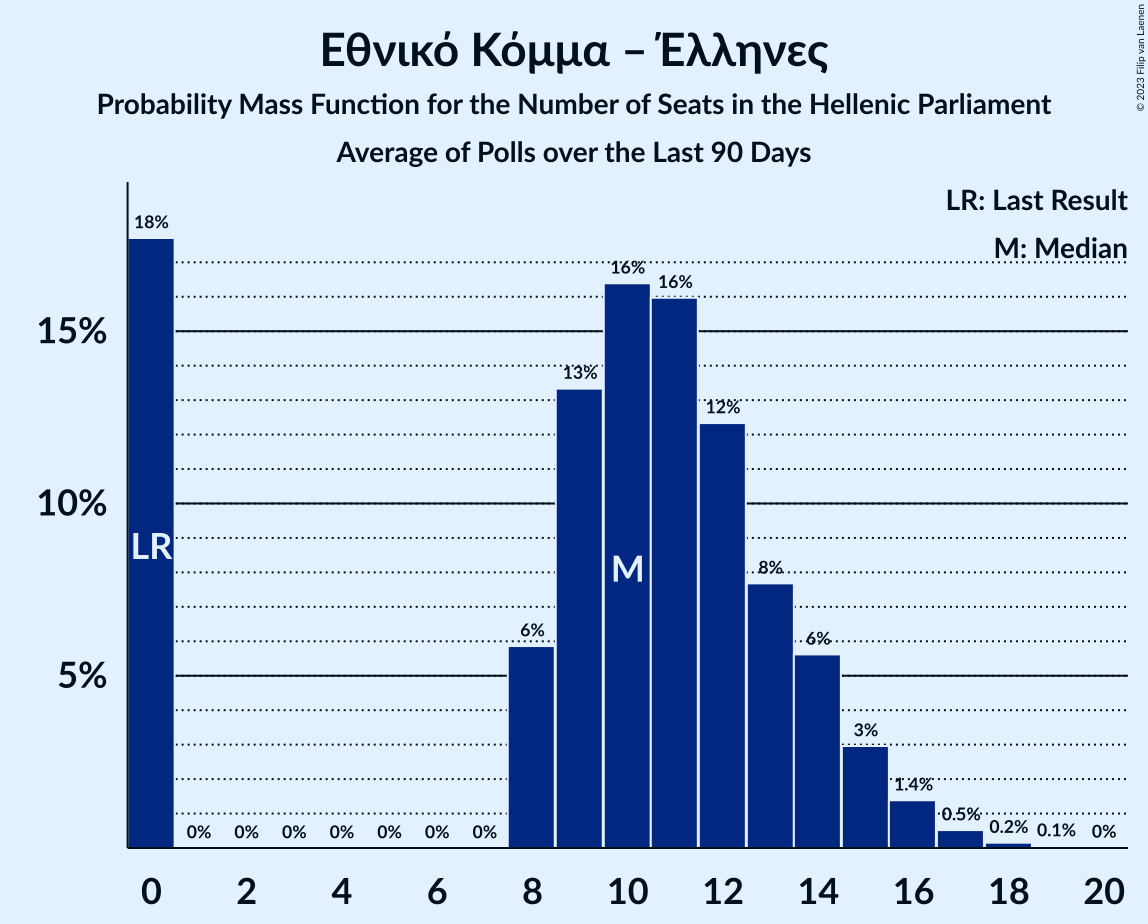 Εθνικό Κόμμα – Έλληνες
Probability Mass Function for the Number of Seats in the Hellenic Parliament
Average of Polls over the Last 90 Days
© 2023 Filip van Laenen
LR: Last Result
M: Median
18%
16%
16%
15%
13%
12%
10%
LR
M
8%
6%
6%
5%
3%
1.4%
0.5%
0% 0% 0% 0% 0% 0% 0% 0.2% 0.1% 0%
0 2 4 6 8 10 12 14 16 18 20